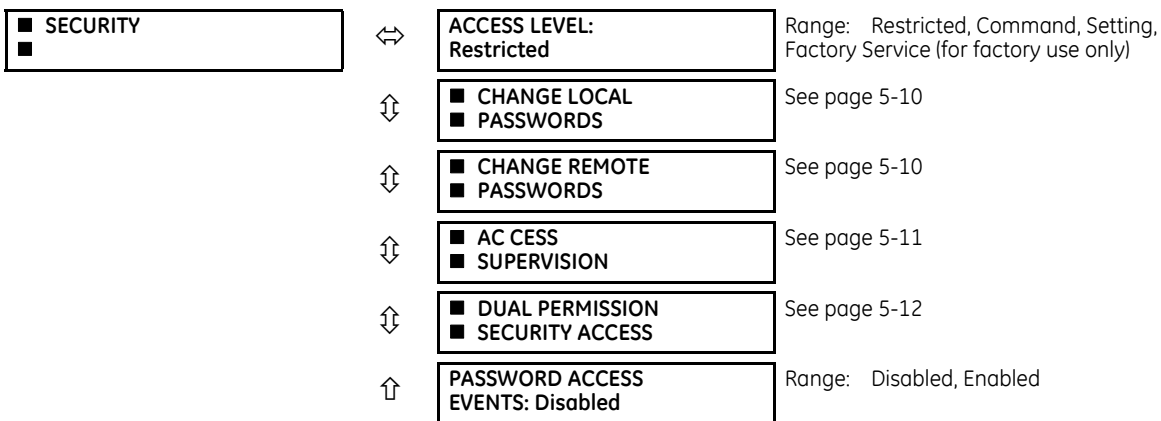 ■ SECURITY
■
ACCESS LEVEL:
Restricted
Range: Restricted, Command, Setting,
Factory Service (for factory use only)
■ CHANGE LOCAL
■ PASSWORDS
See page 5-10
■ CHANGE REMOTE
■ PASSWORDS
See page 5-10
■ AC CESS
■ SUPERVISION
See page 5-11
■ DUAL PERMISSION
■ SECURITY ACCESS
See page 5-12
PASSWORD ACCESS
EVENTS: Disabled
Range: Disabled, Enabled